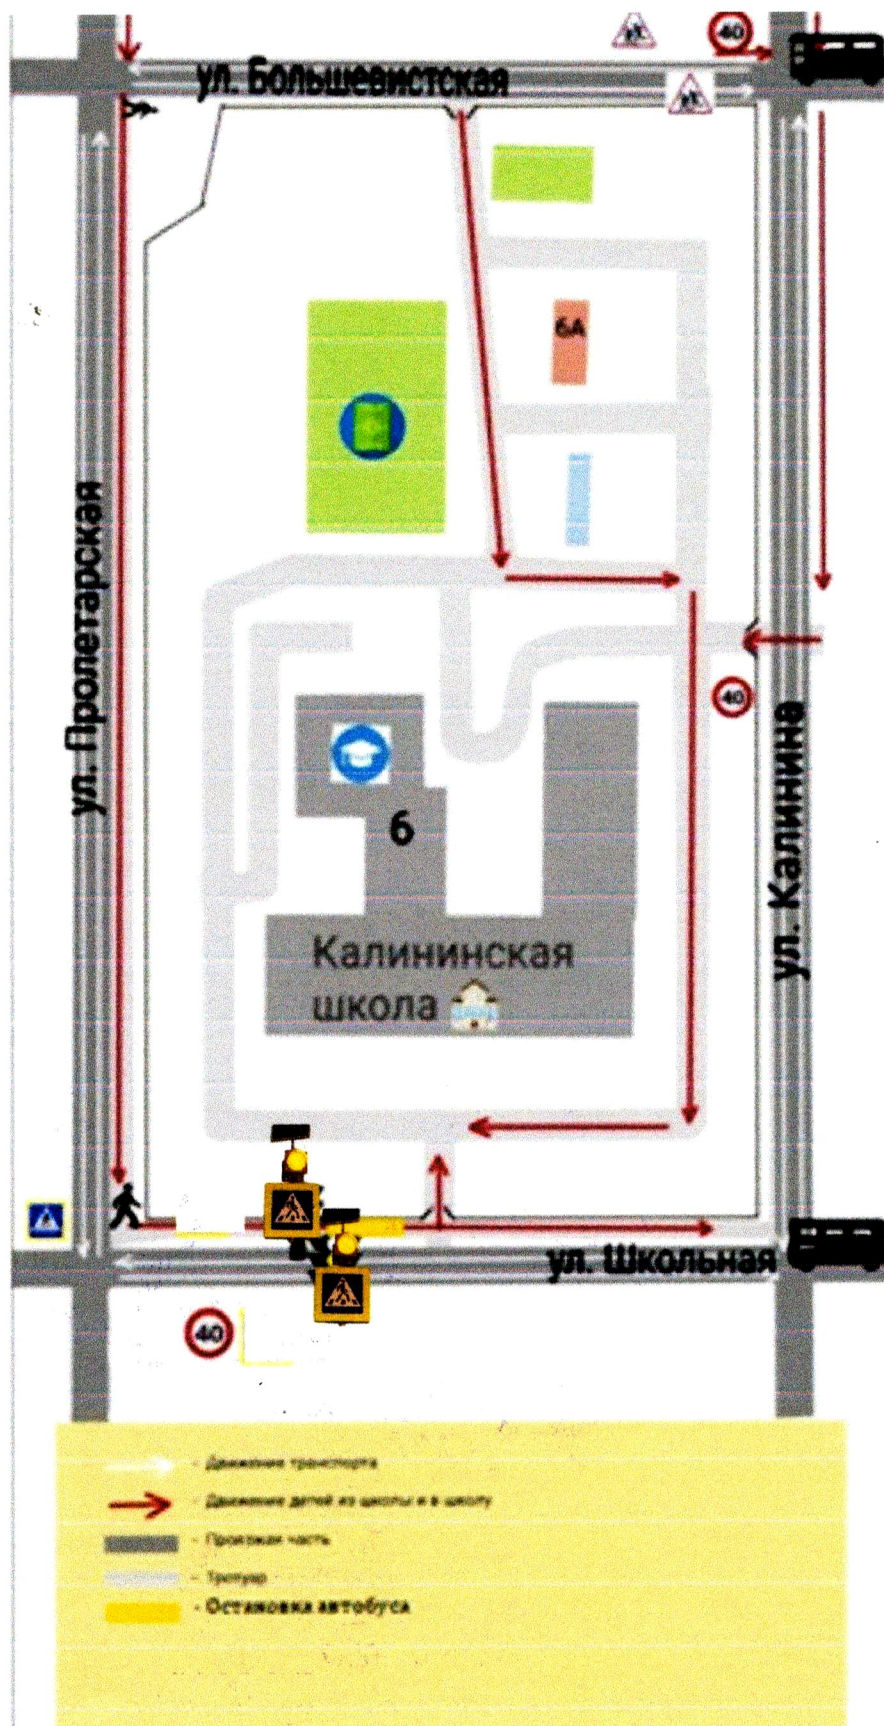 40
ул. Большевистская
6А
ул. Пролетарская
40
ул. Калинина
6
Калининская
школа
ул. Школьная
40
- Движение транспорта
- Движение детей из школы и в школу
- Проезжая часть
- Тротуар
- Остановка автобуса